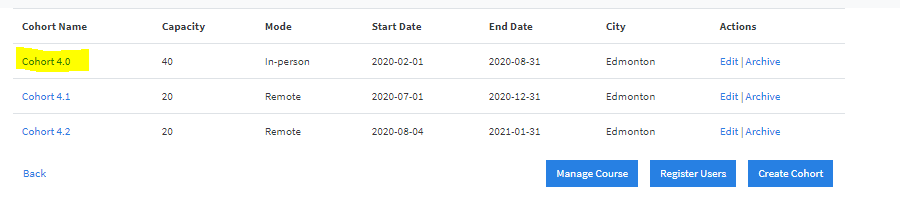 Cohort Name Capacity Mode Start Date End Date City Actions
Cohort 4.0 40 In-person 2020-02-01 2020-08-31 Edmonton Edit | Archive
Cohort 4.1 20 Remote 2020-07-01 2020-12-31 Edmonton Edit | Archive
Cohort 4.2 20 Remote 2020-08-04 2021-01-31 Edmonton Edit | Archive
Back Manage Course Register Users Create Cohort